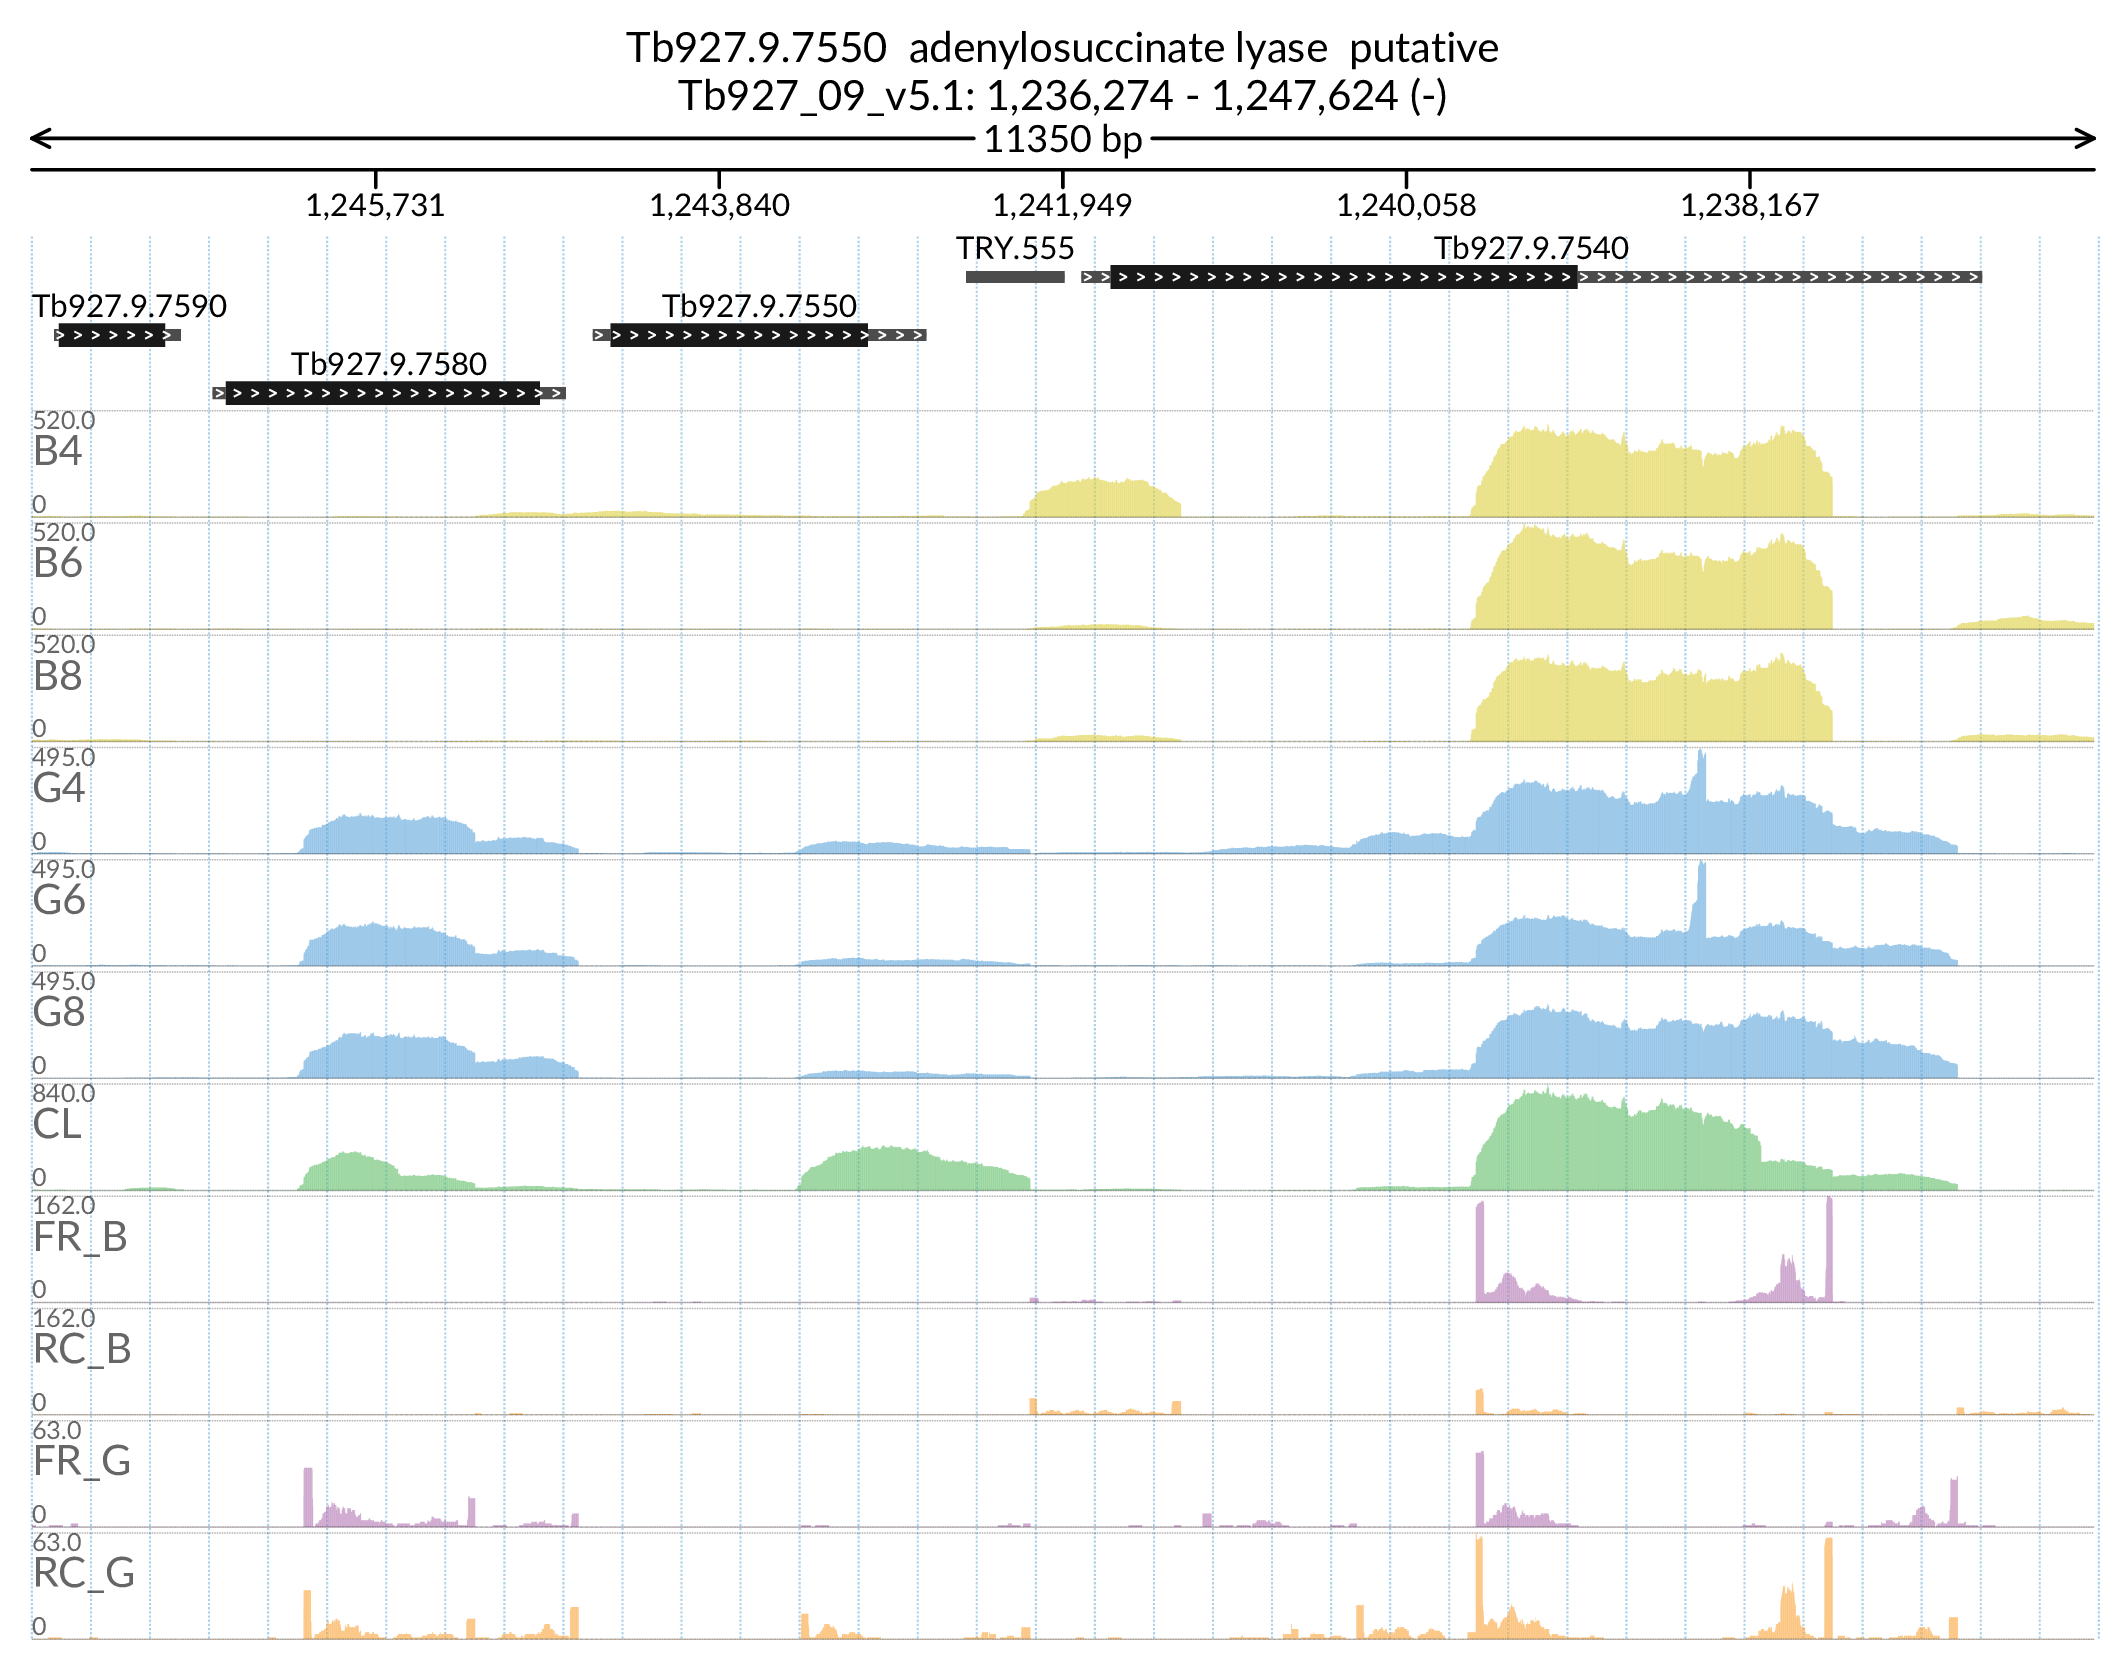 Tb927.9.7550  adenylosuccinate lyase  putative
Tb927_09_v5.1: 1,236,274 - 1,247,624 (-)
11350 bp
1,245,731 1,243,840 1,241,949 1,240,058 1,238,167
TRY.555 Tb927.9.7540
Tb927.9.7590 Tb927.9.7550
Tb927.9.7580
520.0
B4
0
520.0
B6
0
520.0
B8
0
495.0
G4
0
495.0
G6
0
495.0
G8
0
840.0
CL
0
162.0
FR_B
0
162.0
RC_B
0
63.0
FR_G
0
63.0
RC_G
0